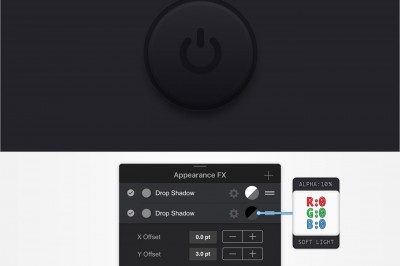 Appearance FX
ALPHA:10%
Drop Shadow
R:0
Drop Shadow
G:0
B:0
X Offset
0.0 pt
SOFT LIGHT
Y Offset
3.0 pt